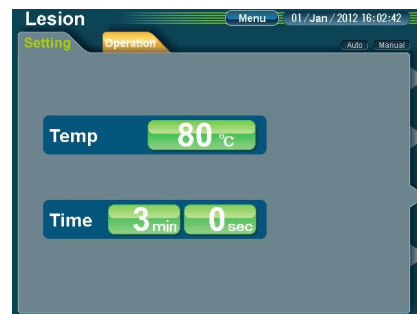 Lesion Menu 01/Jan/2012 16:02:42
Setting Operation Auto Manual
Temp 80 °C
Time 3 min 0 sec